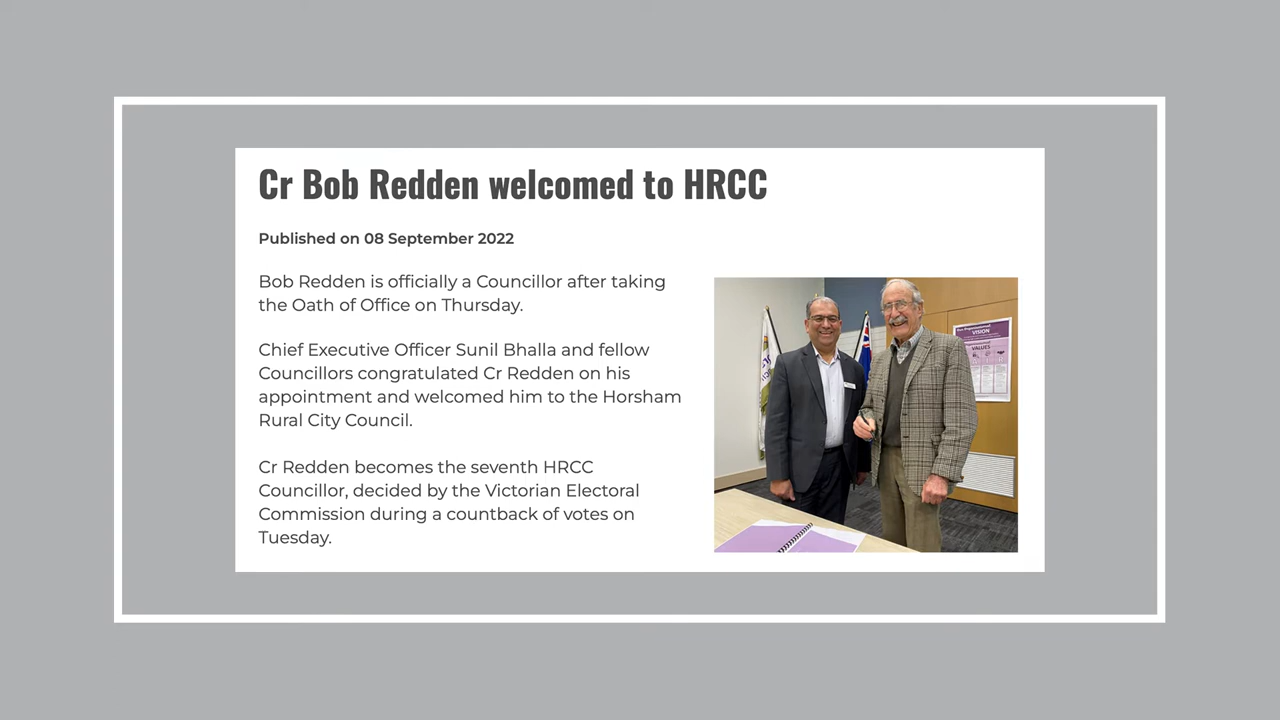 Cr Bob Redden welcomed to HRCC
Published on 08 September 2022
Bob Redden is officially a Councillor after taking
the Oath of Office on Thursday.
Chief Executive Officer Sunil Bhalla and fellow
Councillors congratulated Cr Redden on his
appointment and welcomed him to the Horsham
Rural City Council.
Cr Redden becomes the seventh HRCC
Councillor, decided by the Victorian Electoral
Commission during a countback of votes on
Tuesday.
VISION
VALUES